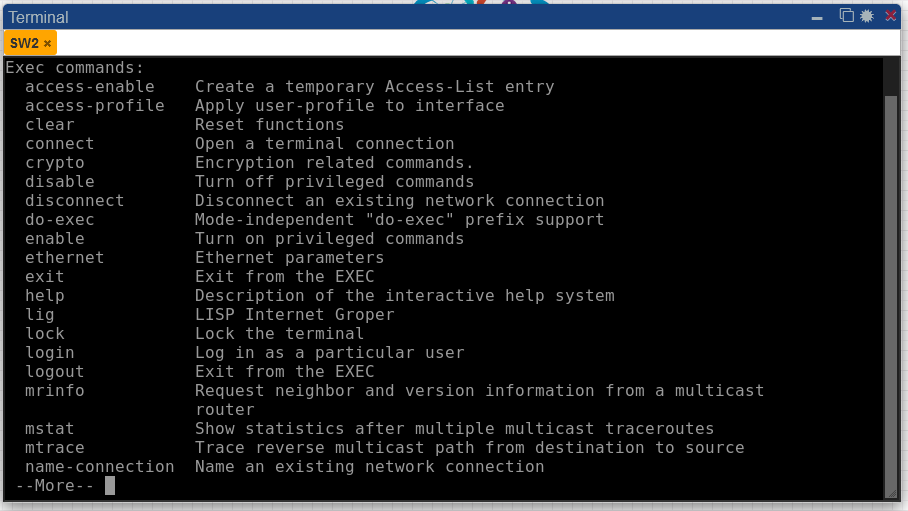 Terminal
SW2 ×
Exec commands:
  access-enable    Create a temporary Access-List entry
  access-profile   Apply user-profile to interface
  clear            Reset functions
  connect          Open a terminal connection
  crypto           Encryption related commands.
  disable          Turn off privileged commands
  disconnect       Disconnect an existing network connection
  do-exec          Mode-independent "do-exec" prefix support
  enable           Turn on privileged commands
  ethernet         Ethernet parameters
  exit             Exit from the EXEC
  help             Description of the interactive help system
  lig              LISP Internet Groper
  lock             Lock the terminal
  login            Log in as a particular user
  logout           Exit from the EXEC
  mrinfo           Request neighbor and version information from a multicast
                   router
  mstat            Show statistics after multiple multicast traceroutes
  mtrace           Trace reverse multicast path from destination to source
  name-connection  Name an existing network connection
 --More--